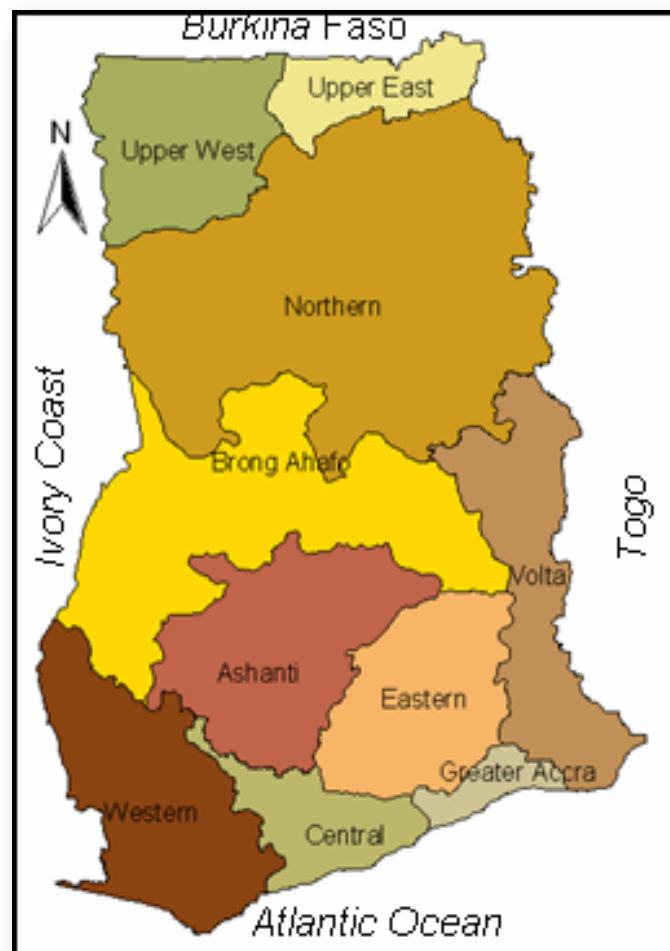 Burkina Faso
Upper East
N
Upper West
Northern
Ivory Coast
Brong Ahafo
Togo
Volta
Ashanti
Eastern
Greater Accra
Western
Central
Atlantic Ocean